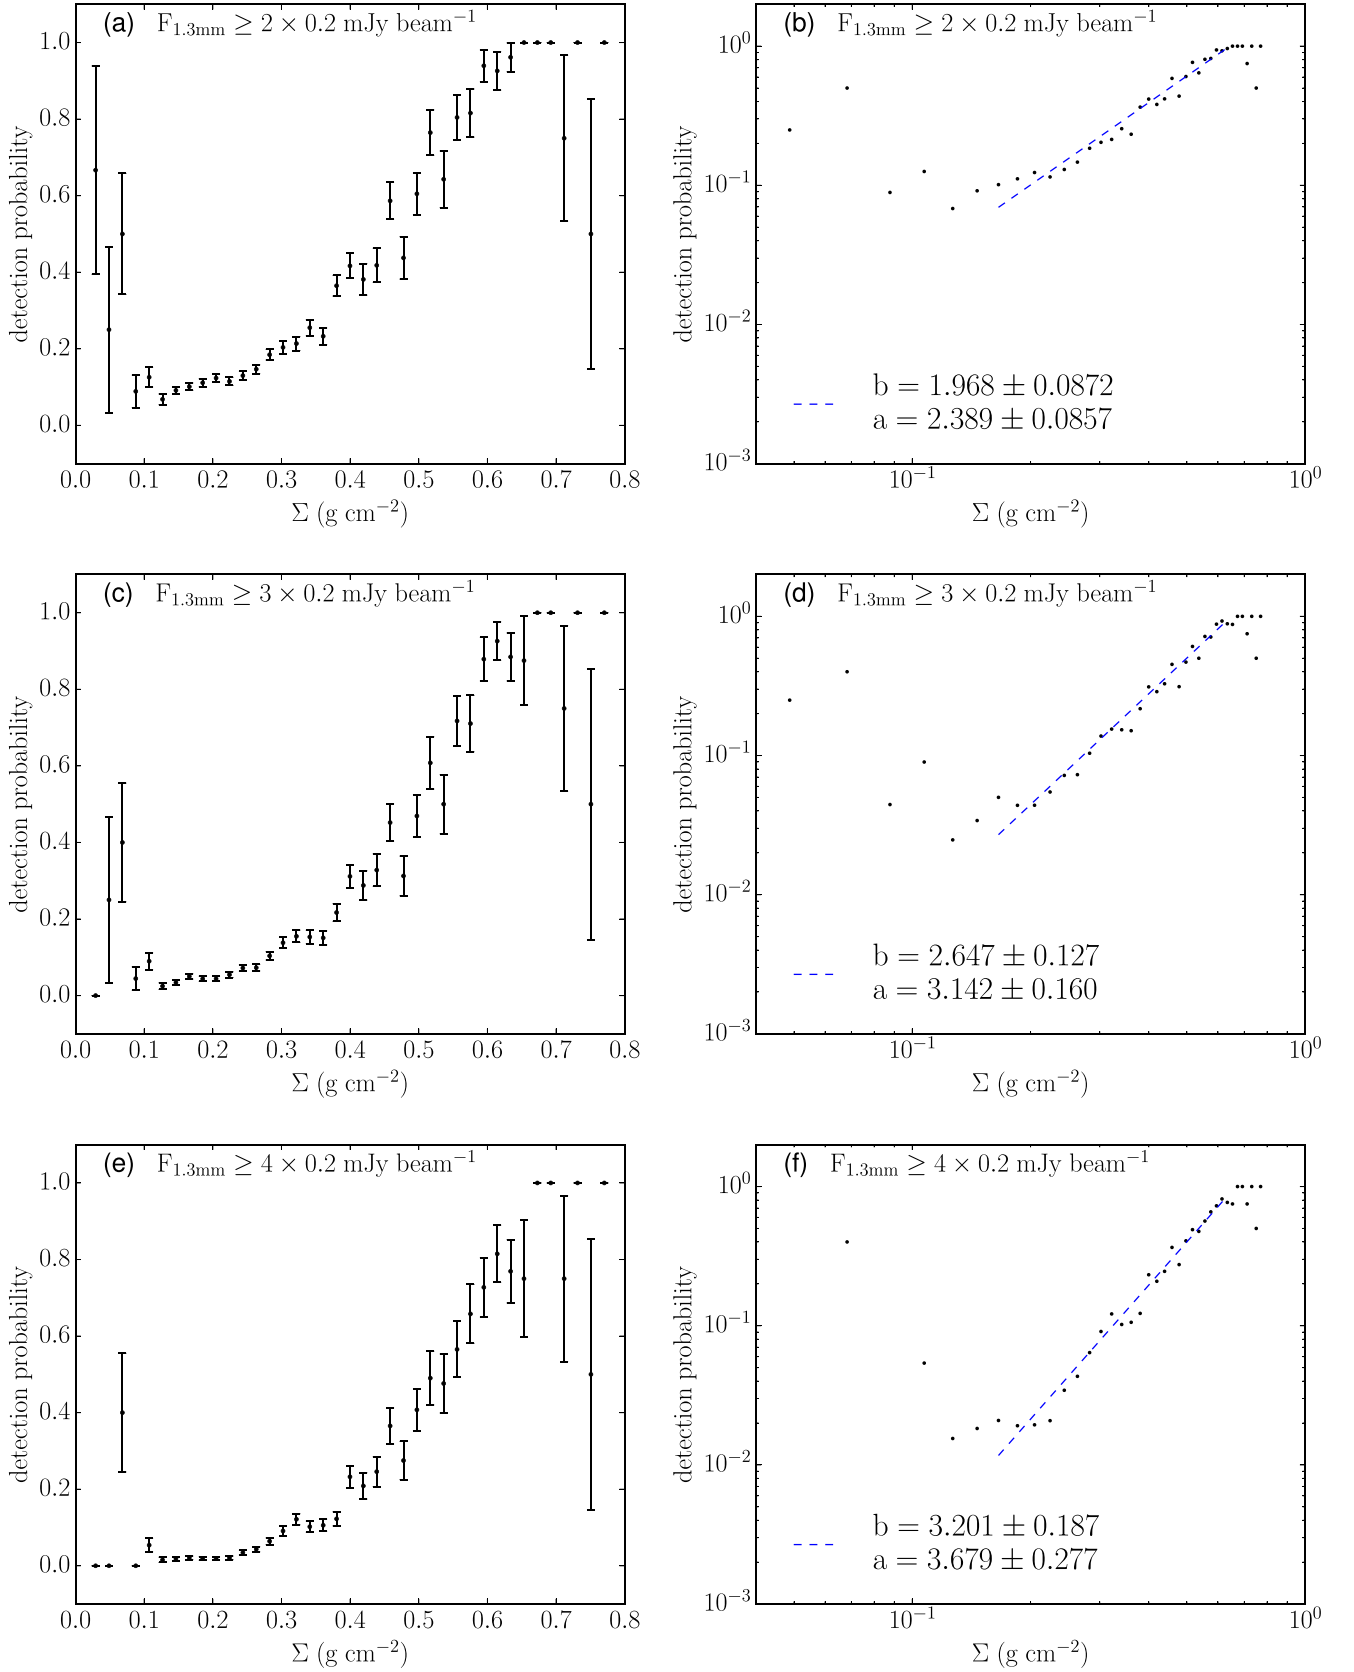 (a) F1.3mm ≥ 2 × 0.2 mJy beam−1
1.0
0.8
0.6
0.4
0.2
0.0
detection probability
0.0 0.1 0.2 0.3 0.4 0.5 0.6 0.7 0.8
Σ (g cm−2)
(b) F1.3mm ≥ 2 × 0.2 mJy beam−1
10^0
10^−1
10^−2
10^−3
detection probability
b = 1.968 ± 0.0872
a = 2.389 ± 0.0857
10^−1 10^0
Σ (g cm−2)
(c) F1.3mm ≥ 3 × 0.2 mJy beam−1
1.0
0.8
0.6
0.4
0.2
0.0
detection probability
0.0 0.1 0.2 0.3 0.4 0.5 0.6 0.7 0.8
Σ (g cm−2)
(d) F1.3mm ≥ 3 × 0.2 mJy beam−1
10^0
10^−1
10^−2
10^−3
detection probability
b = 2.647 ± 0.127
a = 3.142 ± 0.160
10^−1 10^0
Σ (g cm−2)
(e) F1.3mm ≥ 4 × 0.2 mJy beam−1
1.0
0.8
0.6
0.4
0.2
0.0
detection probability
0.0 0.1 0.2 0.3 0.4 0.5 0.6 0.7 0.8
Σ (g cm−2)
(f) F1.3mm ≥ 4 × 0.2 mJy beam−1
10^0
10^−1
10^−2
10^−3
detection probability
b = 3.201 ± 0.187
a = 3.679 ± 0.277
10^−1 10^0
Σ (g cm−2)